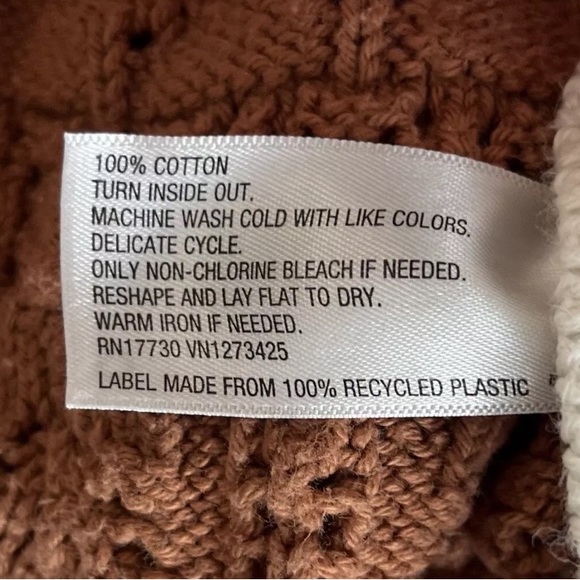 100% COTTON
TURN INSIDE OUT.
MACHINE WASH COLD WITH LIKE COLORS.
DELICATE CYCLE.
ONLY NON-CHLORINE BLEACH IF NEEDED.
RESHAPE AND LAY FLAT TO DRY.
WARM IRON IF NEEDED.
RN17730 VN1273425
LABEL MADE FROM 100% RECYCLED PLASTIC